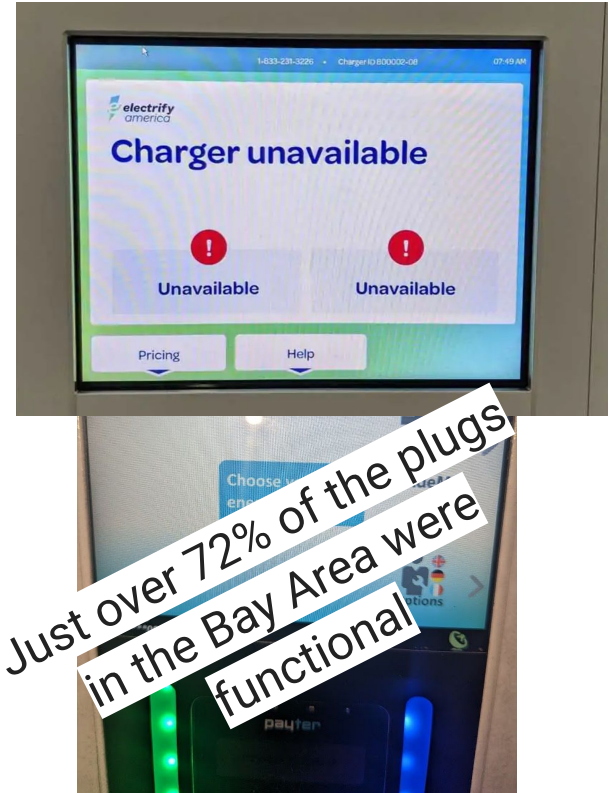 1-833-231-3226 • Charger ID 800002-08 07:49 AM
electrify
america
Charger unavailable
! !
Unavailable Unavailable
Pricing Help
Choose
Just over 72% of the plugs
in the Bay Area were
functional
payter